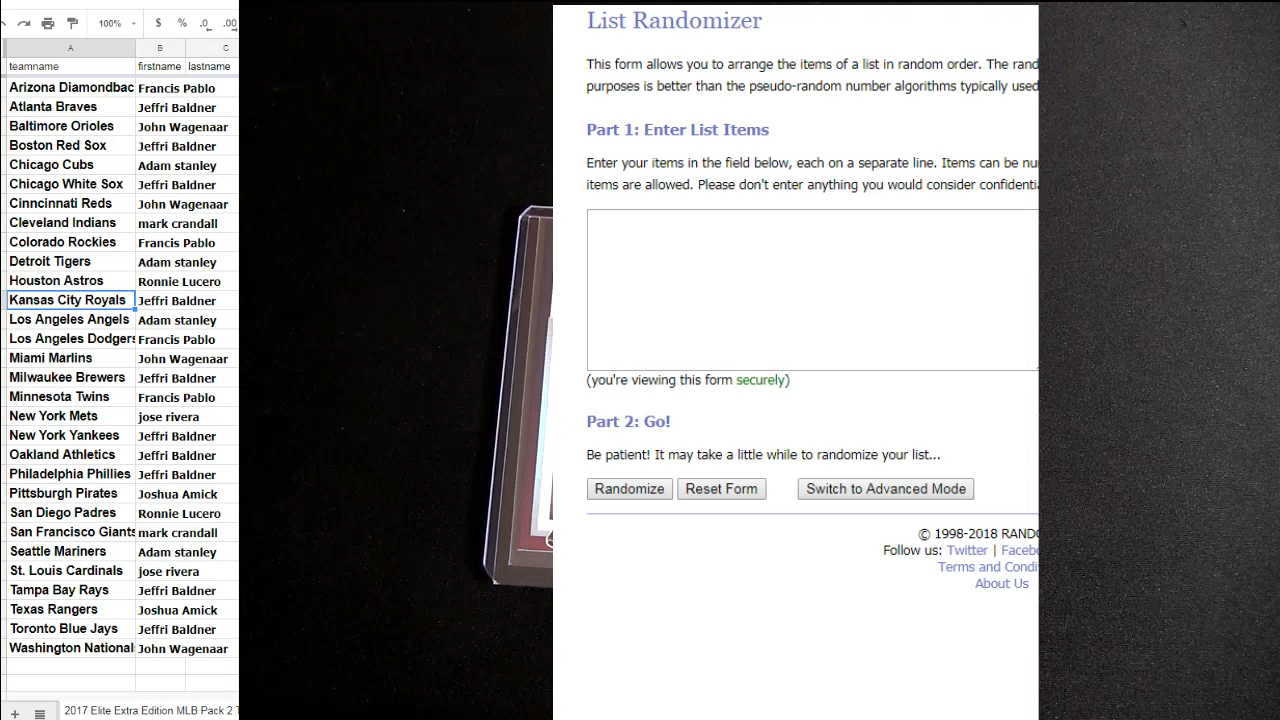 100%
$ % .0 .00
A B C
teamname firstname lastname
Arizona Diamondbac Francis Pablo
Atlanta Braves Jeffri Baldner
Baltimore Orioles John Wagenaar
Boston Red Sox Jeffri Baldner
Chicago Cubs Adam stanley
Chicago White Sox Jeffri Baldner
Cinncinnati Reds John Wagenaar
Cleveland Indians mark crandall
Colorado Rockies Francis Pablo
Detroit Tigers Adam stanley
Houston Astros Ronnie Lucero
Kansas City Royals Jeffri Baldner
Los Angeles Angels Adam stanley
Los Angeles Dodgers Francis Pablo
Miami Marlins John Wagenaar
Milwaukee Brewers Jeffri Baldner
Minnesota Twins Francis Pablo
New York Mets jose rivera
New York Yankees Jeffri Baldner
Oakland Athletics Jeffri Baldner
Philadelphia Phillies Jeffri Baldner
Pittsburgh Pirates Joshua Amick
San Diego Padres Ronnie Lucero
San Francisco Giants mark crandall
Seattle Mariners Adam stanley
St. Louis Cardinals jose rivera
Tampa Bay Rays Jeffri Baldner
Texas Rangers Joshua Amick
Toronto Blue Jays Jeffri Baldner
Washington National John Wagenaar
2017 Elite Extra Edition MLB Pack 2
List Randomizer
This form allows you to arrange the items of a list in random order. The rand
purposes is better than the pseudo-random number algorithms typically used
Part 1: Enter List Items
Enter your items in the field below, each on a separate line. Items can be nu
items are allowed. Please don't enter anything you would consider confidentia
(you're viewing this form securely)
Part 2: Go!
Be patient! It may take a little while to randomize your list...
Randomize Reset Form Switch to Advanced Mode
© 1998-2018 RANDO
Follow us: Twitter | Facebo
Terms and Condi
About Us